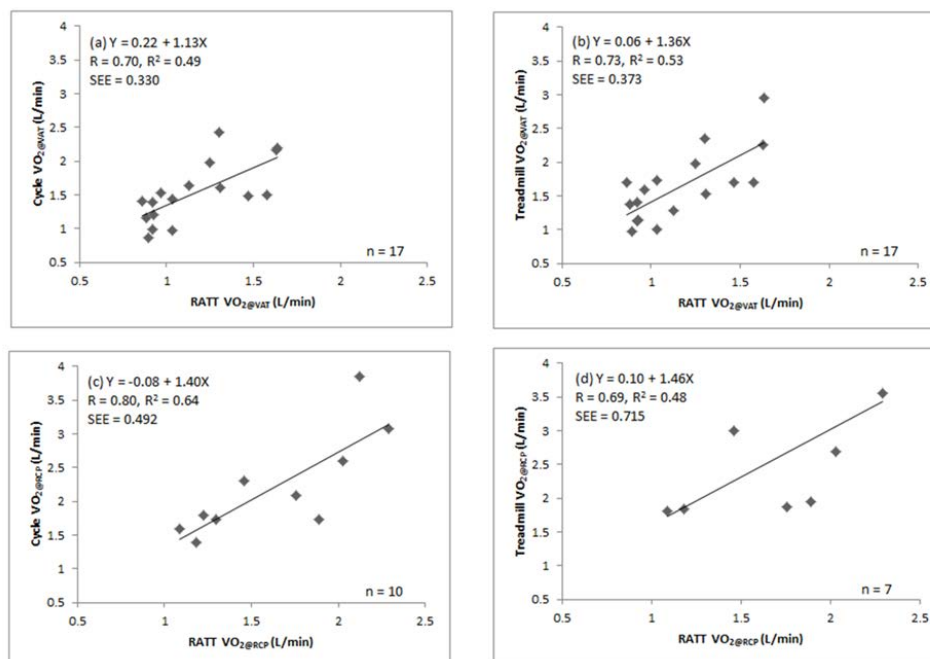 (a) Y = 0.22 + 1.13X
R = 0.70, R² = 0.49
SEE = 0.330
Cycle VO₂@VAT (L/min)
4
3.5
3
2.5
2
1.5
1
0.5
n = 17
0.5 1 1.5 2 2.5
RATT VO₂@VAT (L/min)
(b) Y = 0.06 + 1.36X
R = 0.73, R² = 0.53
SEE = 0.373
Treadmill VO₂@VAT (L/min)
4
3.5
3
2.5
2
1.5
1
0.5
n = 17
0.5 1 1.5 2 2.5
RATT VO₂@VAT (L/min)
(c) Y = -0.08 + 1.40X
R = 0.80, R² = 0.64
SEE = 0.492
Cycle VO₂@RCP (L/min)
4
3.5
3
2.5
2
1.5
1
0.5
n = 10
0.5 1 1.5 2 2.5
RATT VO₂@RCP (L/min)
(d) Y = 0.10 + 1.46X
R = 0.69, R² = 0.48
SEE = 0.715
Treadmill VO₂@RCP (L/min)
4
3.5
3
2.5
2
1.5
1
0.5
n = 7
0.5 1 1.5 2 2.5
RATT VO₂@RCP (L/min)